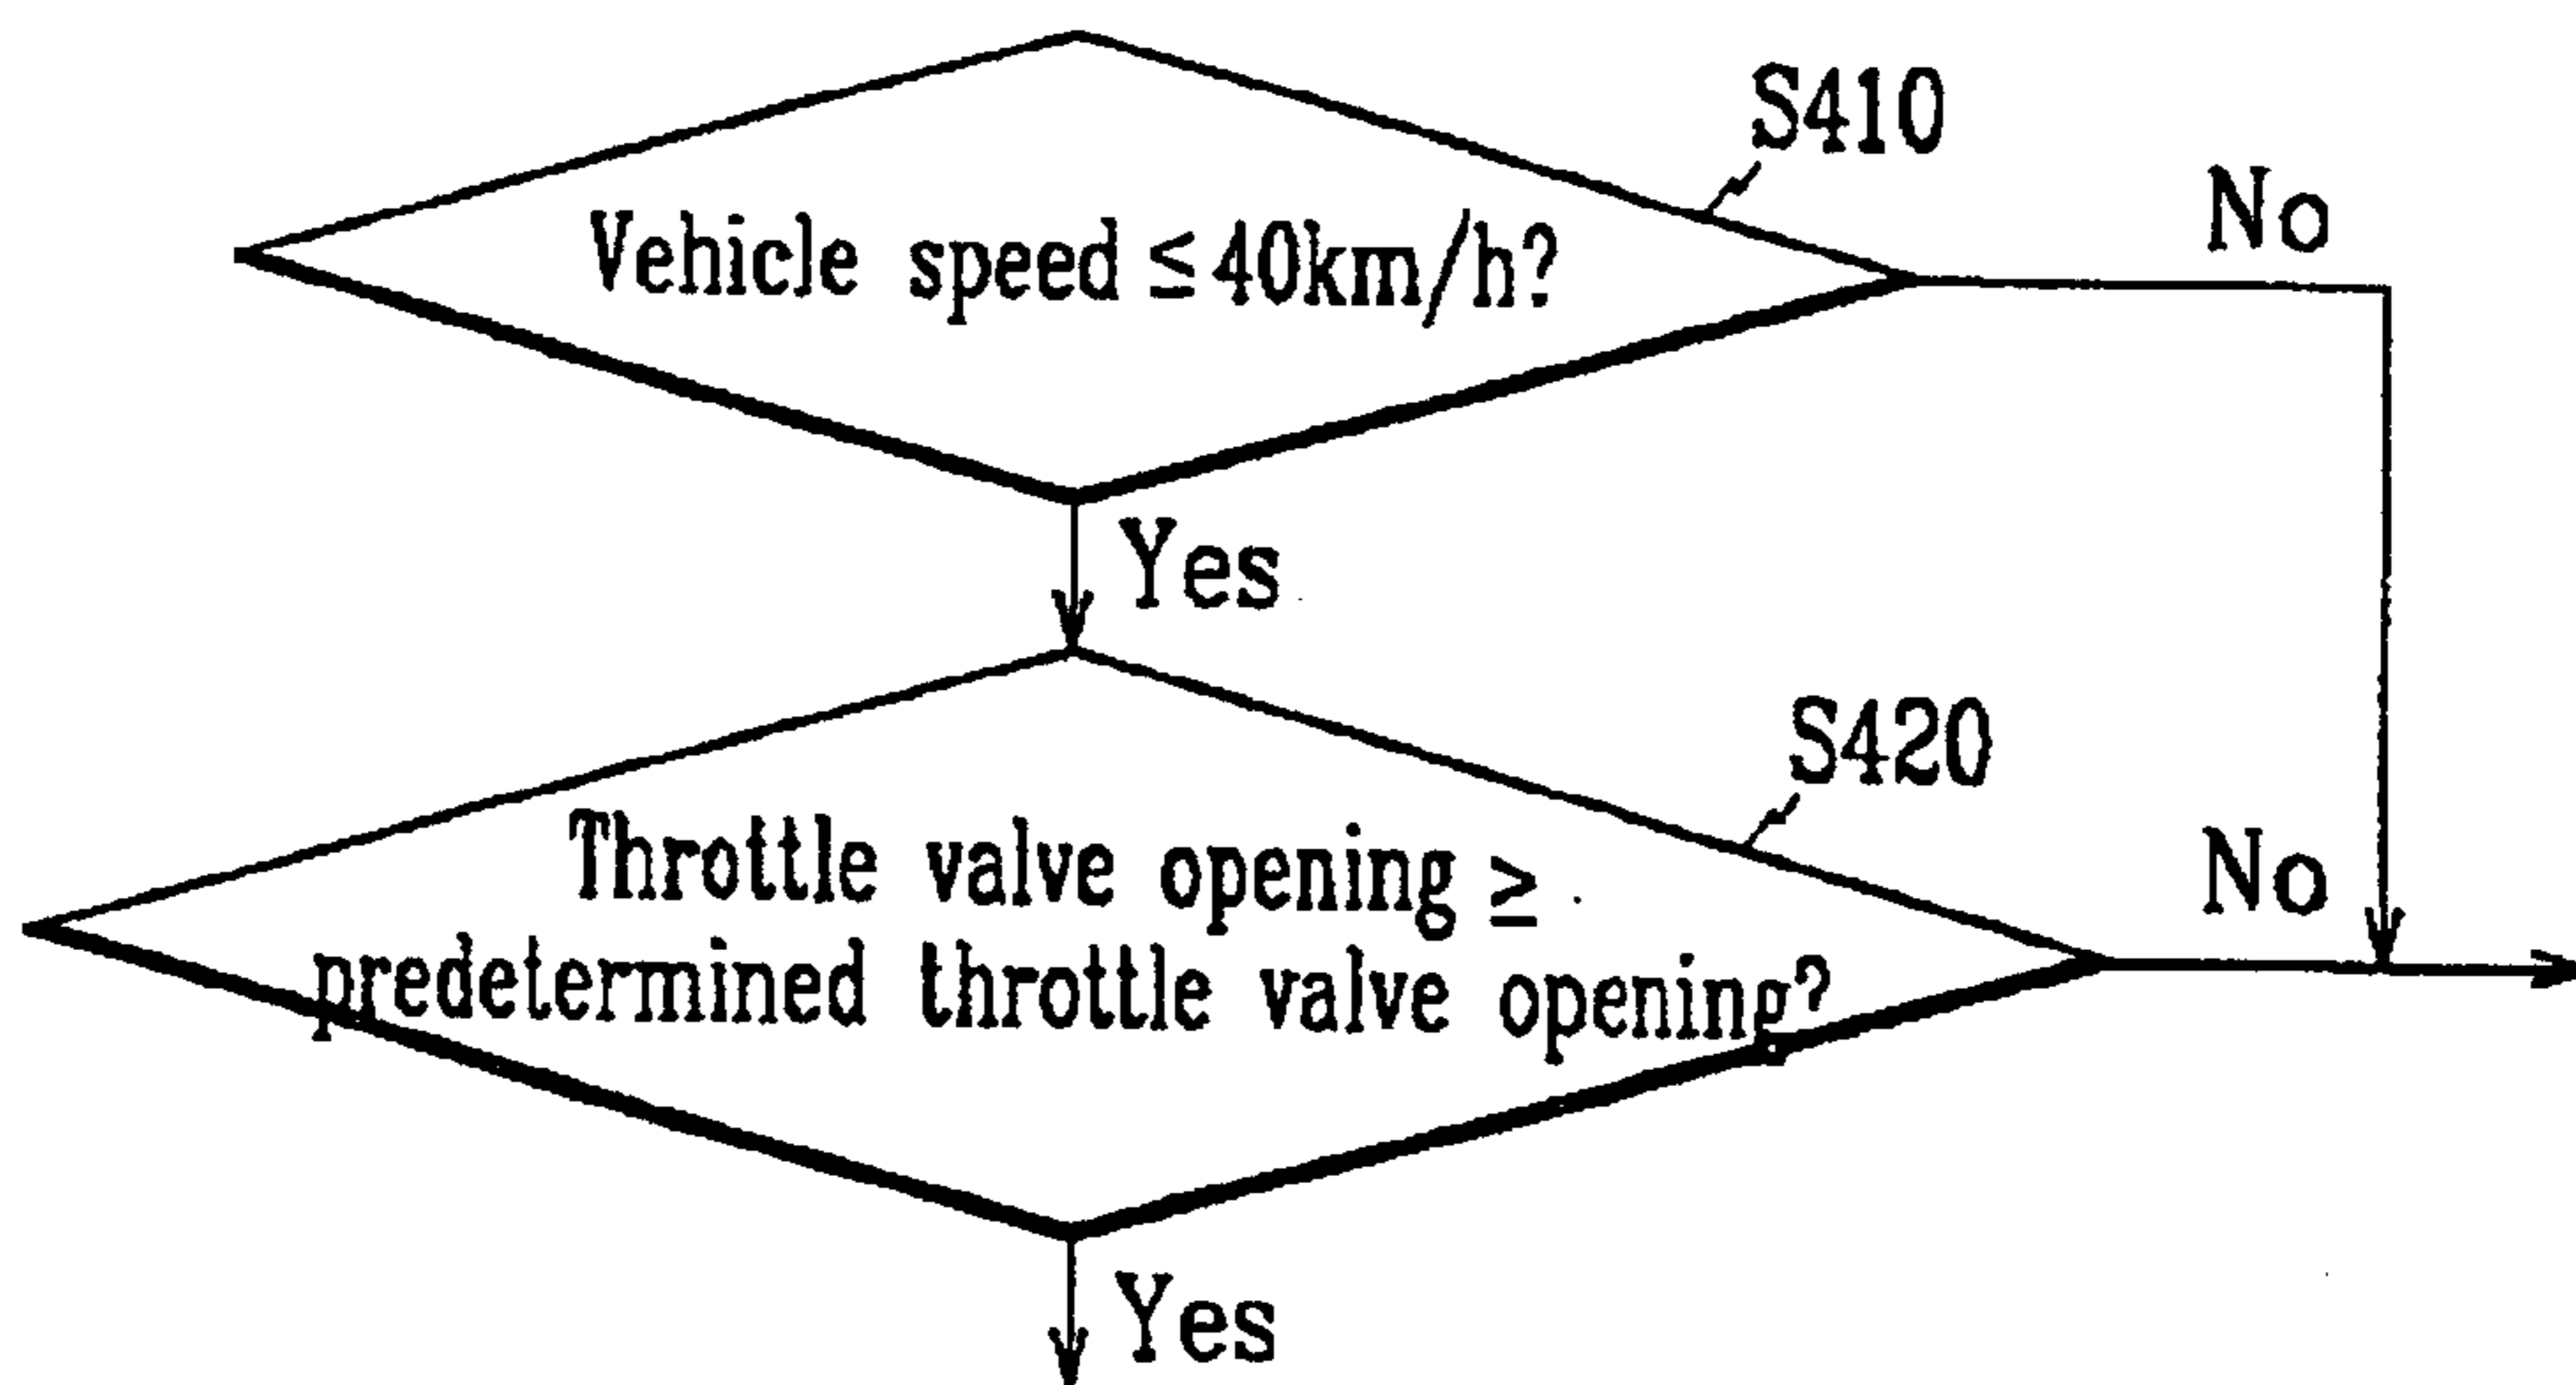 S410
Vehicle speed ≤ 40km/h?
No
Yes
S420
Throttle valve opening ≥
predetermined throttle valve opening?
No
Yes